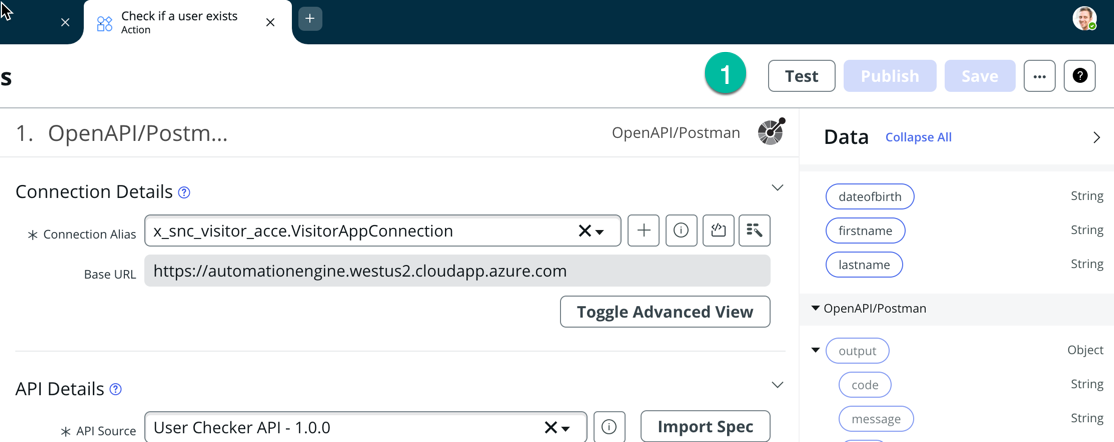 Check if a user exists
Action
s
1
Test
Publish
Save
1. OpenAPI/Postm...
OpenAPI/Postman
Data
Collapse All
Connection Details
dateofbirth
String
Connection Alias
x_snc_visitor_acce.VisitorAppConnection
firstname
String
Base URL
https://automationengine.westus2.cloudapp.azure.com
lastname
String
Toggle Advanced View
OpenAPI/Postman
output
Object
API Details
code
String
API Source
User Checker API - 1.0.0
Import Spec
message
String